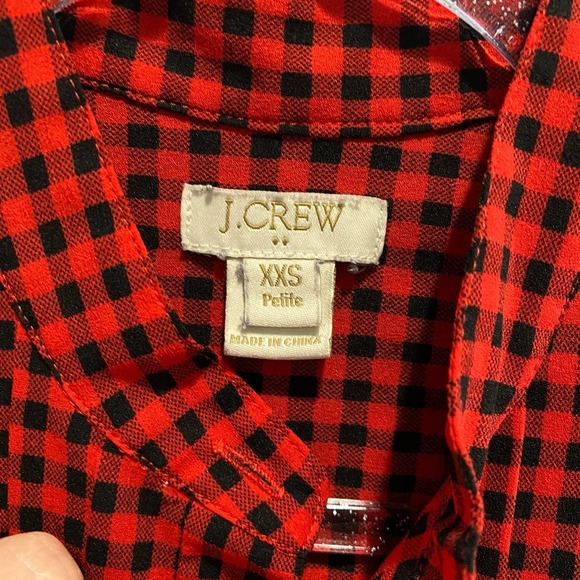 J.CREW
XXS
Petite
MADE IN CHINA